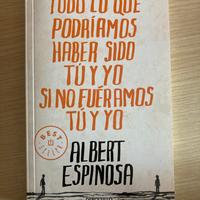 TODO LO QUE
PODRÍAMOS
HABER SIDO
TÚ Y YO
SI NO FUÉRAMOS
TÚ Y YO
BEST
SELLER
ALBERT
ESPINOSA